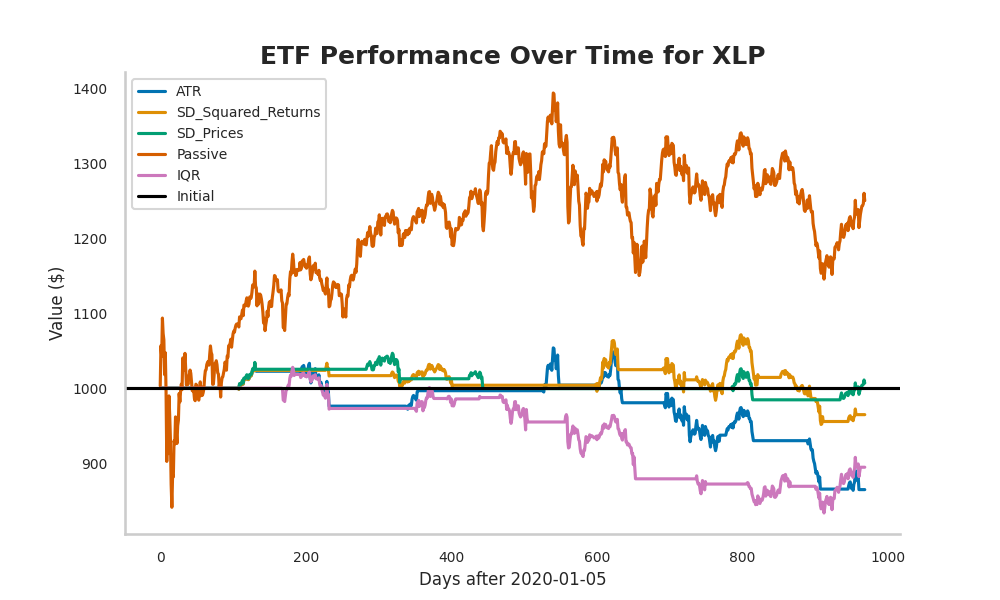 ETF Performance Over Time for XLP
1400
1300
1200
1100
1000
900
Value ($)
ATR
SD_Squared_Returns
SD_Prices
Passive
IQR
Initial
0 200 400 600 800 1000
Days after 2020-01-05